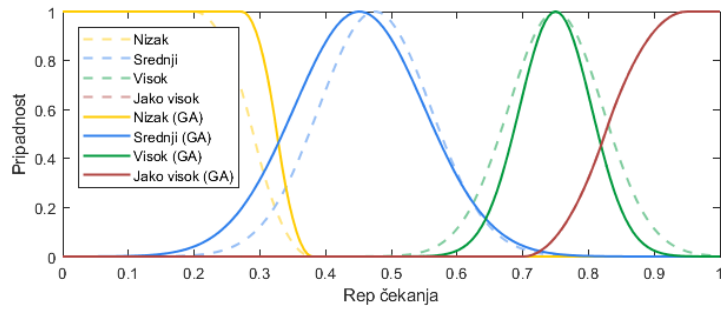 1
0.8
0.6
0.4
0.2
0
Pripadnost
Nizak
Srednji
Visok
Jako visok
Nizak (GA)
Srednji (GA)
Visok (GA)
Jako visok (GA)
0 0.1 0.2 0.3 0.4 0.5 0.6 0.7 0.8 0.9 1
Rep čekanja